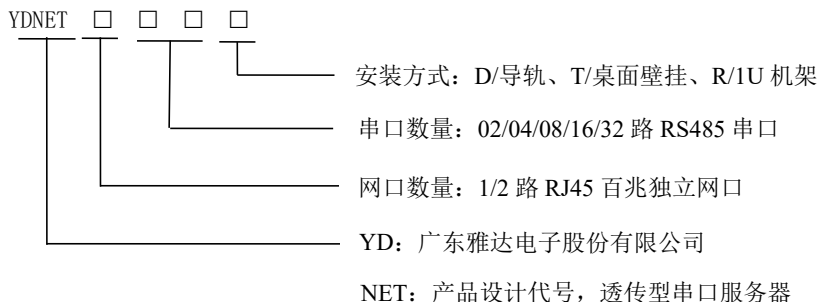 YDNET □ □ □ □
安装方式：D/导轨、T/桌面壁挂、R/1U 机架
串口数量：02/04/08/16/32 路 RS485 串口
网口数量：1/2 路 RJ45 百兆独立网口
YD：广东雅达电子股份有限公司
NET：产品设计代号，透传型串口服务器